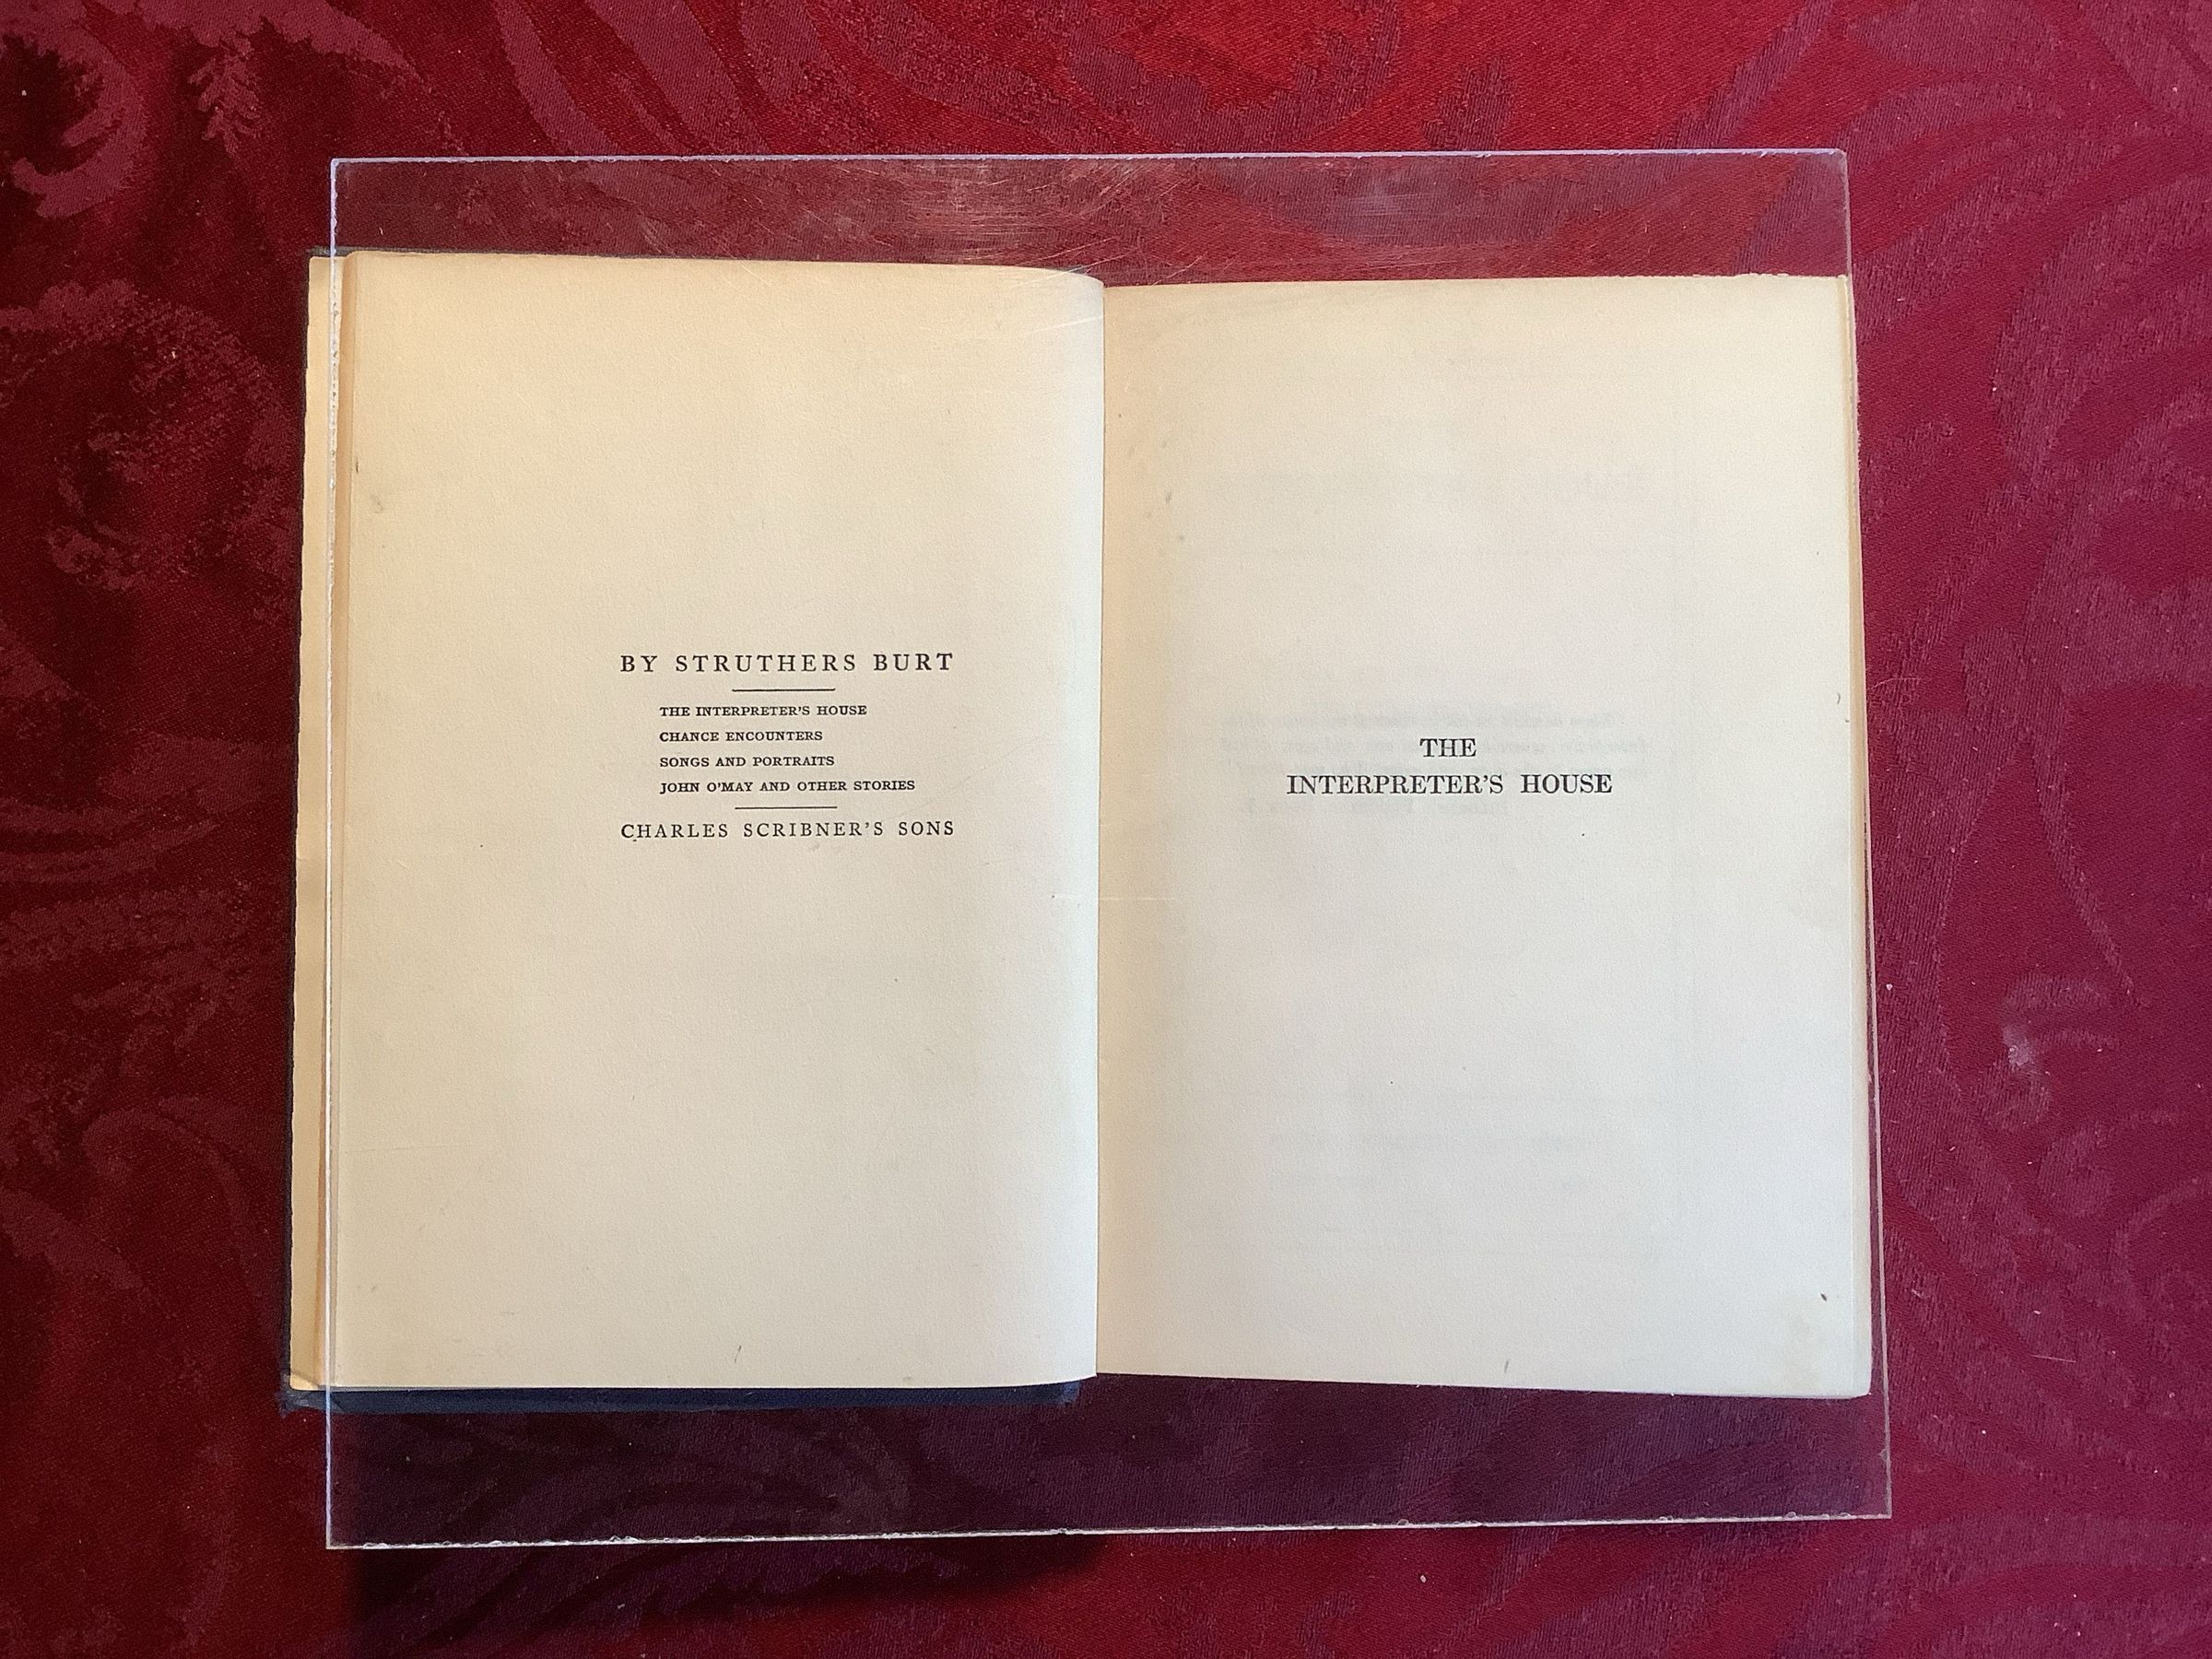 BY STRUTHERS BURT
THE INTERPRETER'S HOUSE
CHANCE ENCOUNTERS
SONGS AND PORTRAITS
JOHN O'MAY AND OTHER STORIES
CHARLES SCRIBNER'S SONS
THE
INTERPRETER'S HOUSE